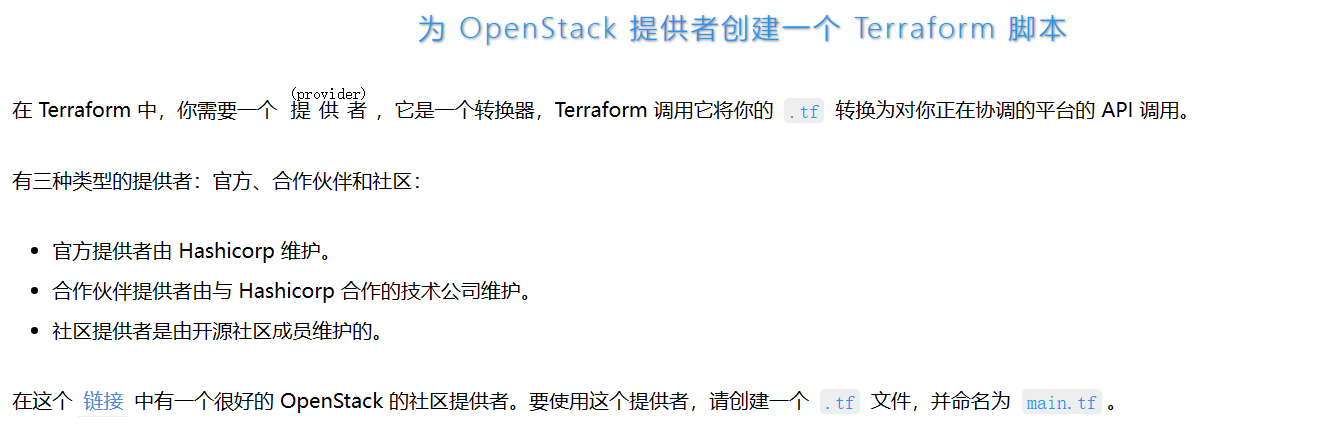 为 OpenStack 提供者创建一个 Terraform 脚本
在 Terraform 中，你需要一个 提供者(provider)，它是一个转换器，Terraform 调用它将你的 .tf 转换为对你正在协调的平台的 API 调用。
有三种类型的提供者：官方、合作伙伴和社区：
• 官方提供者由 Hashicorp 维护。
• 合作伙伴提供者由与 Hashicorp 合作的技术公司维护。
• 社区提供者是由开源社区成员维护的。
在这个 链接 中有一个很好的 OpenStack 的社区提供者。要使用这个提供者，请创建一个 .tf 文件，并命名为 main.tf。